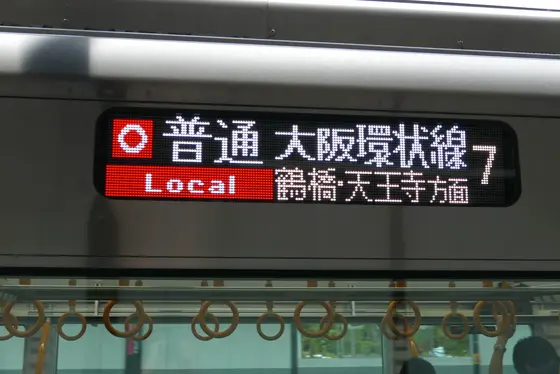 O 普通 大阪環状線 7
Local 鶴橋・天王寺方面